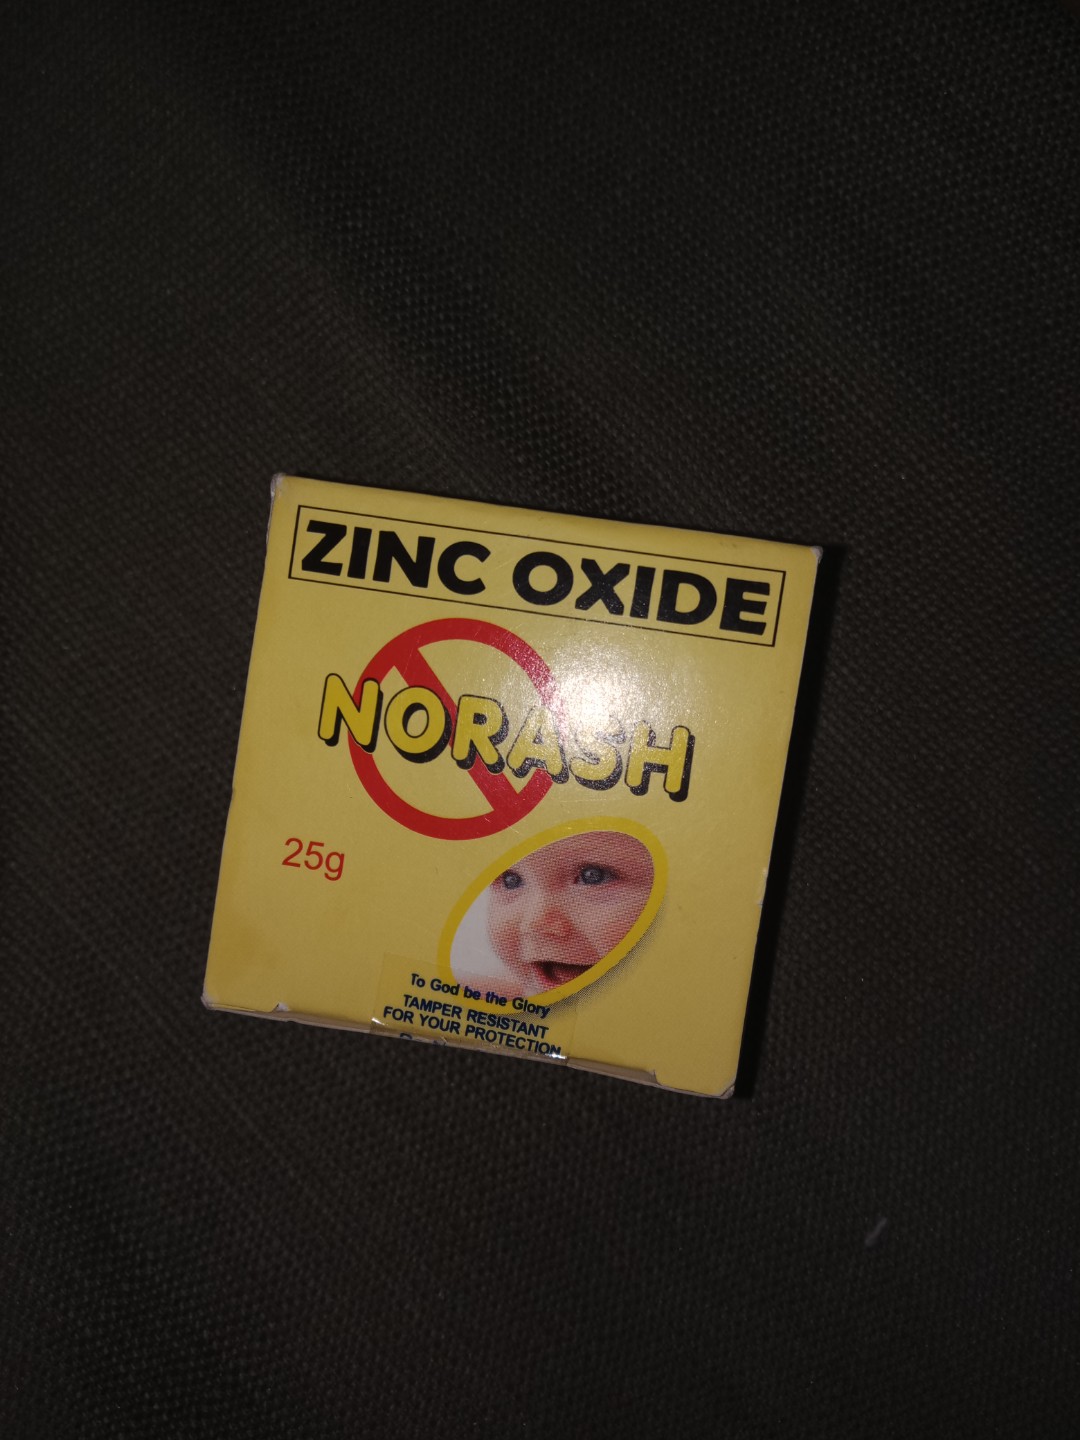 ZINC OXIDE
NORASH
25g
To God be the Glory
TAMPER RESISTANT
FOR YOUR PROTECTION